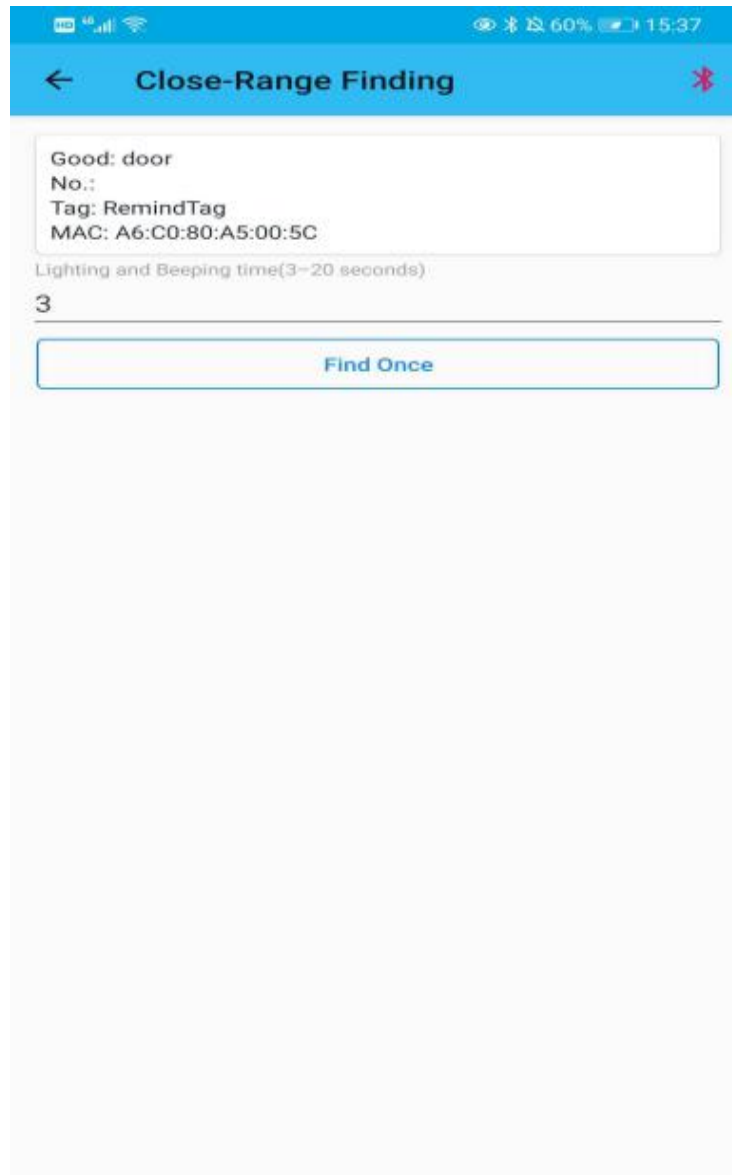 HD 60% 15:37
Close-Range Finding
Good: door
No.:
Tag: RemindTag
MAC: A6:C0:80:A5:00:5C
Lighting and Beeping time(3-20 seconds)
3
Find Once